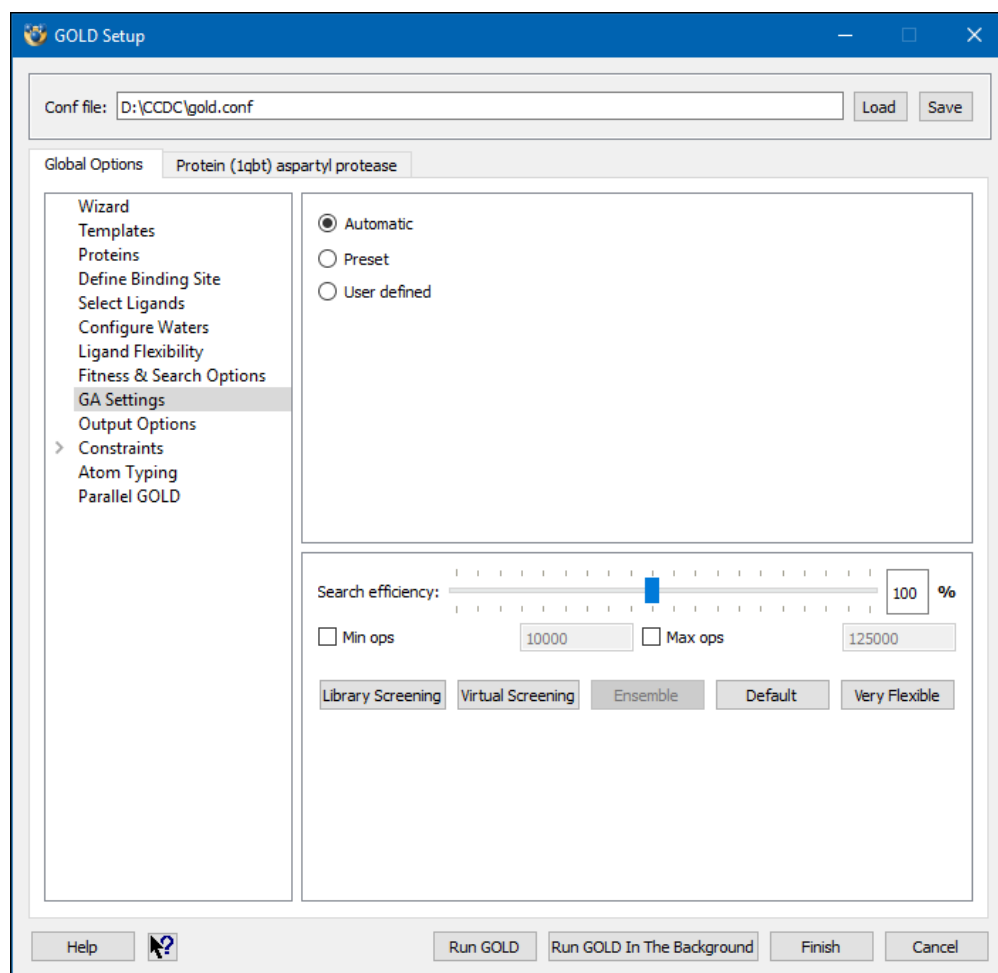 GOLD Setup
Conf file: D:\CCDC\gold.conf Load Save
Global Options Protein (1qbt) aspartyl protease
Wizard
Templates
Proteins
Define Binding Site
Select Ligands
Configure Waters
Ligand Flexibility
Fitness & Search Options
GA Settings
Output Options
Constraints
Atom Typing
Parallel GOLD
Automatic
Preset
User defined
Search efficiency: 100 %
Min ops 10000 Max ops 125000
Library Screening Virtual Screening Ensemble Default Very Flexible
Help ? Run GOLD Run GOLD In The Background Finish Cancel